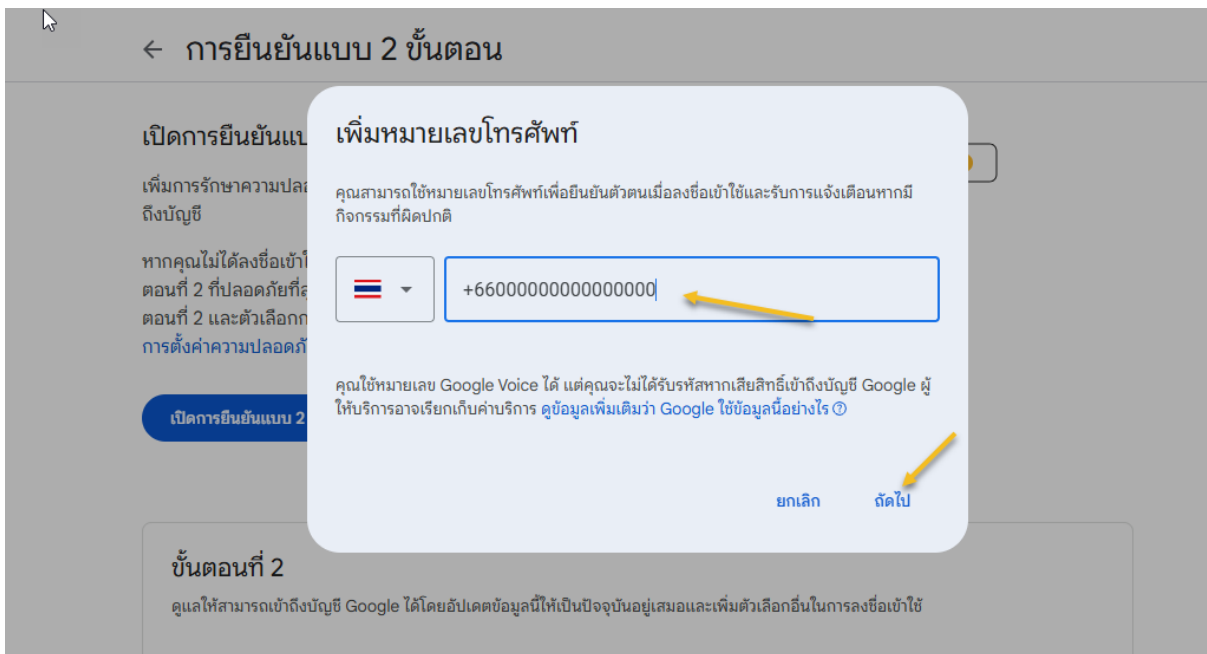 ← การยืนยันแบบ 2 ขั้นตอน
เปิดการยืนยันแบ
เพิ่มการรักษาความปล
ถึงบัญชี
หากคุณไม่ได้ลงชื่อเข้า
ตอนที่ 2 ที่ปลอดภัยที่
ตอนที่ 2 และตัวเลือก
การตั้งค่าความปลอดภั
เปิดการยืนยันแบบ 2
เพิ่มหมายเลขโทรศัพท์
คุณสามารถใช้หมายเลขโทรศัพท์เพื่อยืนยันตัวตนเมื่อลงชื่อเข้าใช้และรับการแจ้งเตือนหากมี
กิจกรรมที่ผิดปกติ
+66000000000000000
คุณใช้หมายเลข Google Voice ได้ แต่คุณจะไม่ได้รับรหัสหากเสียสิทธิ์เข้าถึงบัญชี Google ผู้
ให้บริการอาจเรียกเก็บค่าบริการ ดูข้อมูลเพิ่มเติมว่า Google ใช้ข้อมูลนี้อย่างไร
ยกเลิก ถัดไป
ขั้นตอนที่ 2
ดูแลให้สามารถเข้าถึงบัญชี Google ได้โดยอัปเดตข้อมูลนี้ให้เป็นปัจจุบันอยู่เสมอและเพิ่มตัวเลือกอื่นในการลงชื่อเข้าใช้